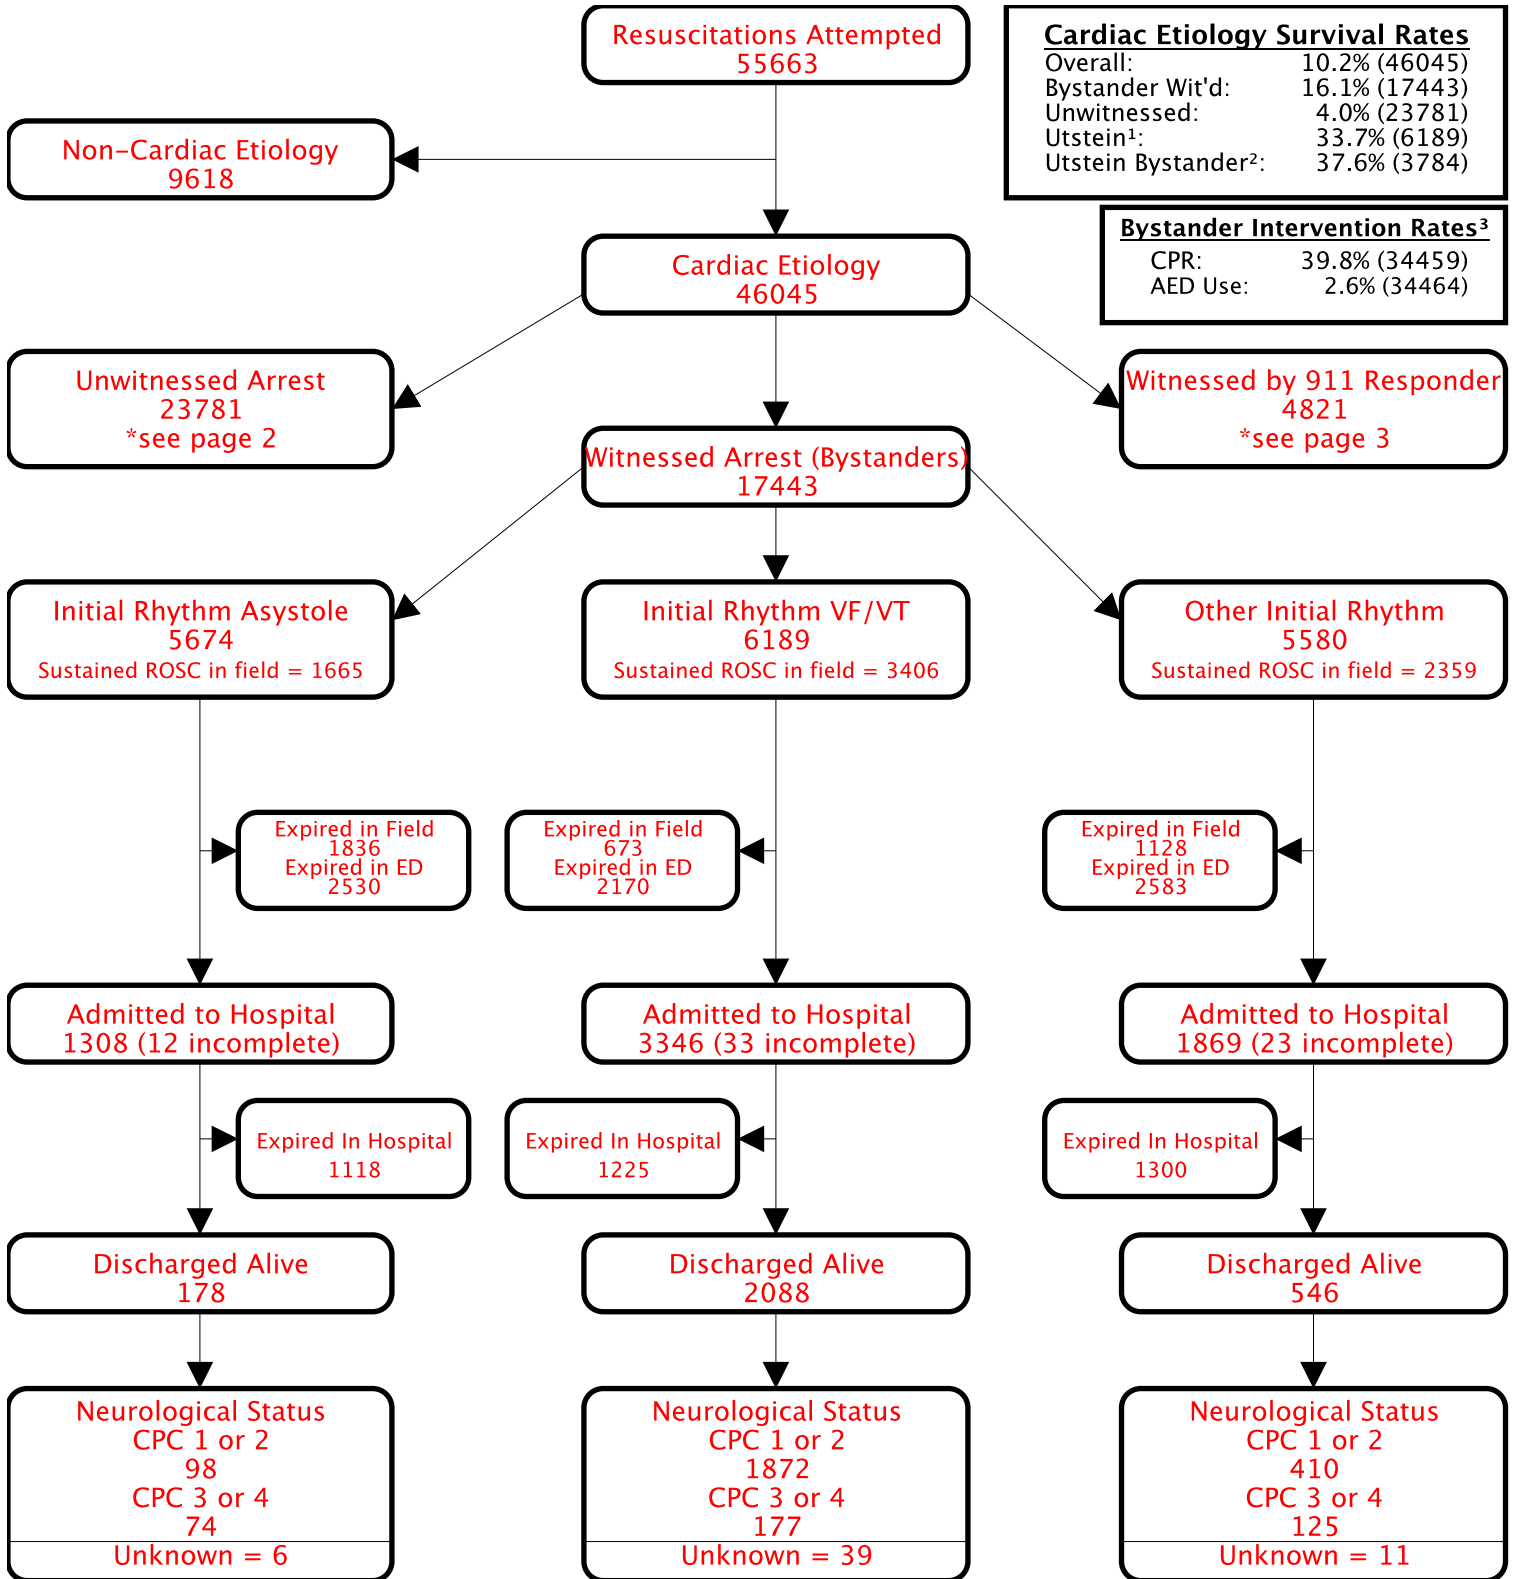 Resuscitations Attempted
55663
Cardiac Etiology Survival Rates
Overall: 10.2% (46045)
Bystander Wit'd: 16.1% (17443)
Unwitnessed: 4.0% (23781)
Utstein¹: 33.7% (6189)
Utstein Bystander²: 37.6% (3784)
Non-Cardiac Etiology
9618
Bystander Intervention Rates³
CPR: 39.8% (34459)
AED Use: 2.6% (34464)
Cardiac Etiology
46045
Unwitnessed Arrest
23781
*see page 2
Witnessed by 911 Responder
4821
*see page 3
Witnessed Arrest (Bystanders)
17443
Initial Rhythm Asystole
5674
Sustained ROSC in field = 1665
Initial Rhythm VF/VT
6189
Sustained ROSC in field = 3406
Other Initial Rhythm
5580
Sustained ROSC in field = 2359
Expired in Field
1836
Expired in ED
2530
Expired in Field
673
Expired in ED
2170
Expired in Field
1128
Expired in ED
2583
Admitted to Hospital
1308 (12 incomplete)
Admitted to Hospital
3346 (33 incomplete)
Admitted to Hospital
1869 (23 incomplete)
Expired In Hospital
1118
Expired In Hospital
1225
Expired In Hospital
1300
Discharged Alive
178
Discharged Alive
2088
Discharged Alive
546
Neurological Status
CPC 1 or 2
98
CPC 3 or 4
74
Unknown = 6
Neurological Status
CPC 1 or 2
1872
CPC 3 or 4
177
Unknown = 39
Neurological Status
CPC 1 or 2
410
CPC 3 or 4
125
Unknown = 11